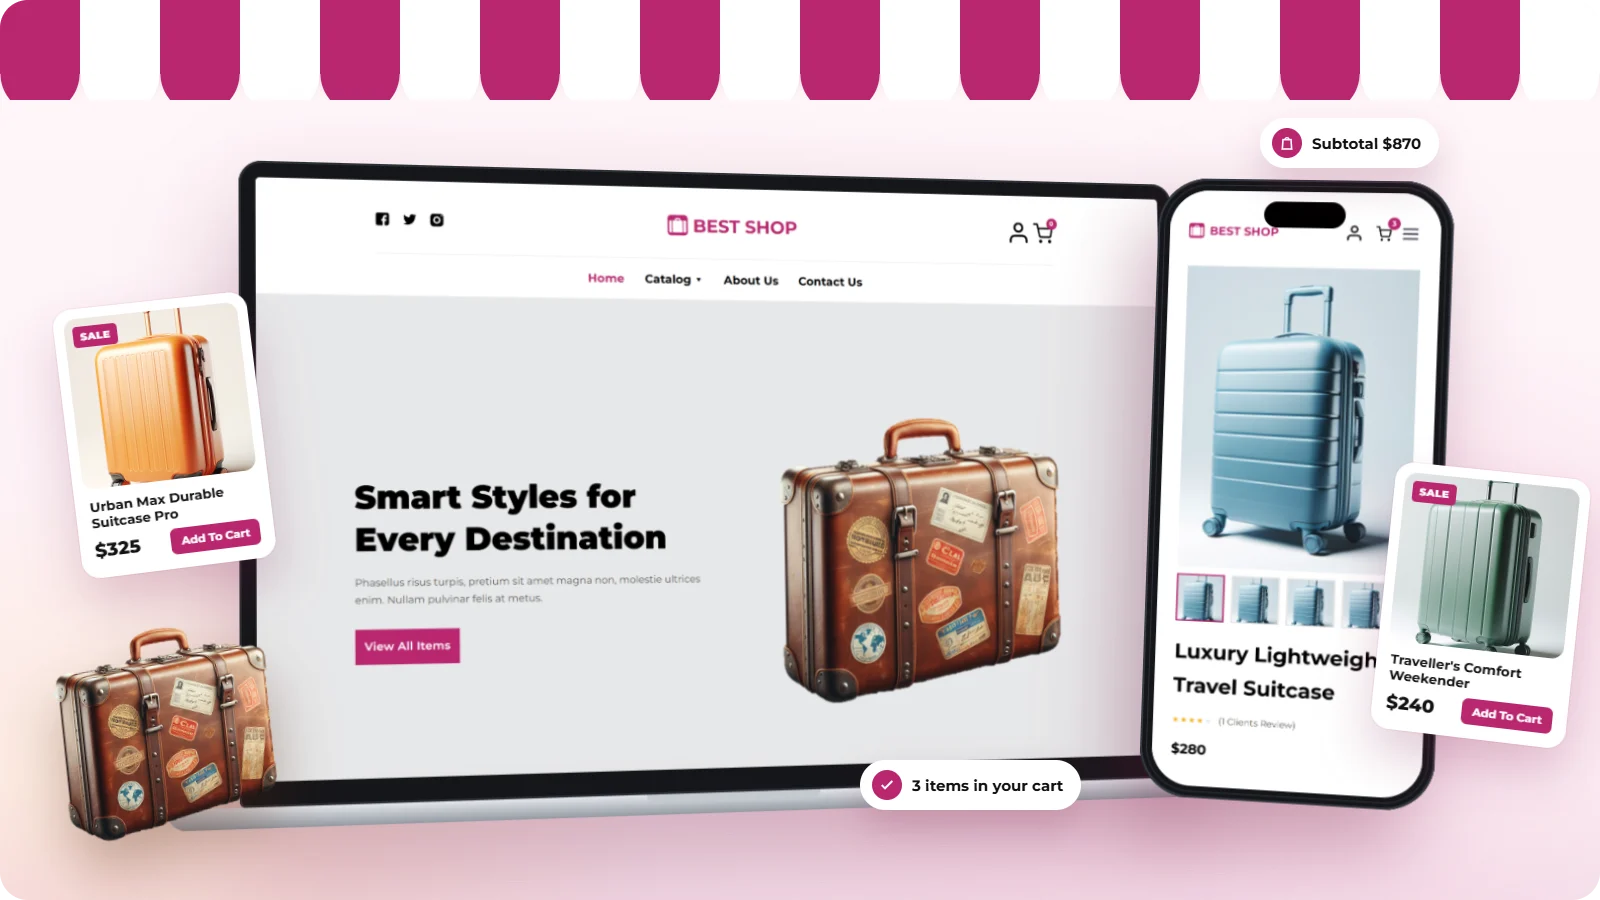 Subtotal $870
BEST SHOP
0
Home
Catalog
About Us
Contact Us
Smart Styles for
Every Destination
Phasellus risus turpis, pretium sit amet magna non, molestie ultrices
enim. Nullam pulvinar felis at metus.
View All Items
SALE
Urban Max Durable
Suitcase Pro
$325
Add To Cart
BEST SHOP
3
Luxury Lightweigh
Travel Suitcase
(1 Clients Review)
$280
SALE
Traveller's Comfort
Weekender
$240
Add To Cart
3 items in your cart
ABC